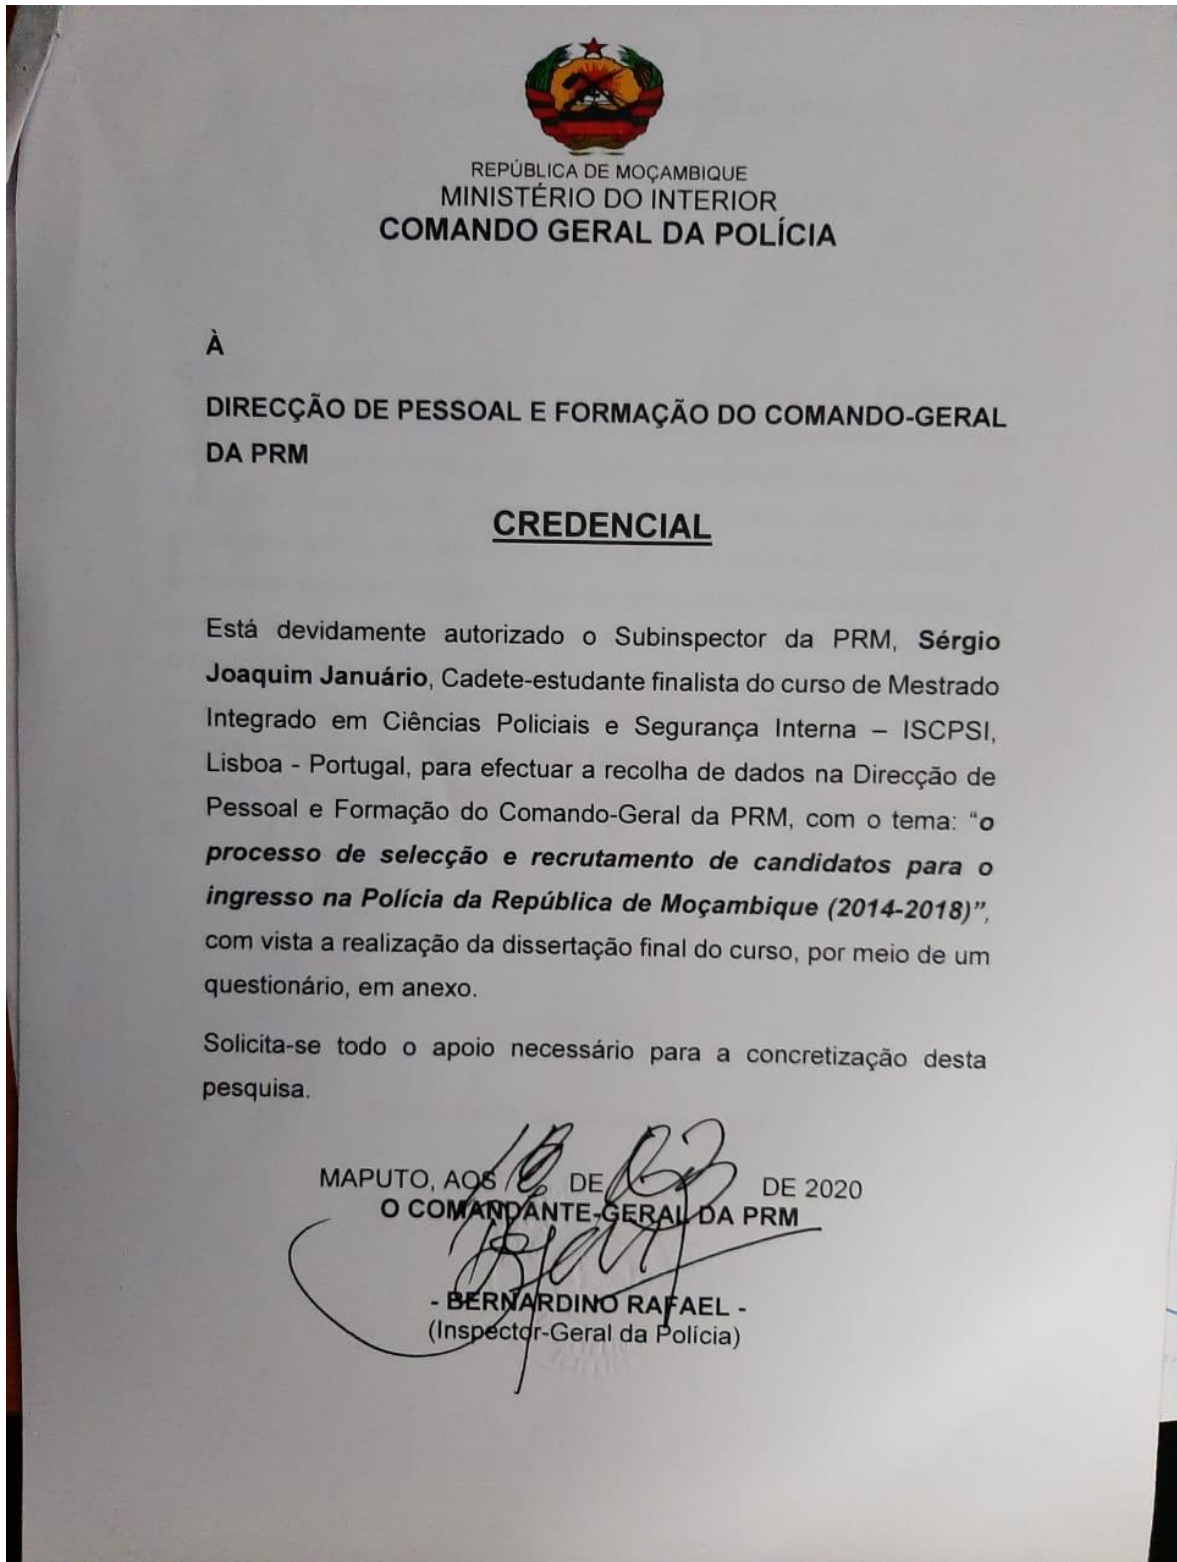 REPÚBLICA DE MOÇAMBIQUE
MINISTÉRIO DO INTERIOR
COMANDO GERAL DA POLÍCIA
À
DIRECÇÃO DE PESSOAL E FORMAÇÃO DO COMANDO-GERAL
DA PRM
CREDENCIAL
Está devidamente autorizado o Subinspector da PRM, Sérgio
Joaquim Januário, Cadete-estudante finalista do curso de Mestrado
Integrado em Ciências Policiais e Segurança Interna – ISCPSI,
Lisboa - Portugal, para efectuar a recolha de dados na Direcção de
Pessoal e Formação do Comando-Geral da PRM, com o tema: “o
processo de selecção e recrutamento de candidatos para o
ingresso na Polícia da República de Moçambique (2014-2018)”,
com vista a realização da dissertação final do curso, por meio de um
questionário, em anexo.
Solicita-se todo o apoio necessário para a concretização desta
pesquisa.
MAPUTO, AOS DE DE 2020
O COMANDANTE-GERAL DA PRM
- BERNARDINO RAFAEL -
(Inspector-Geral da Polícia)